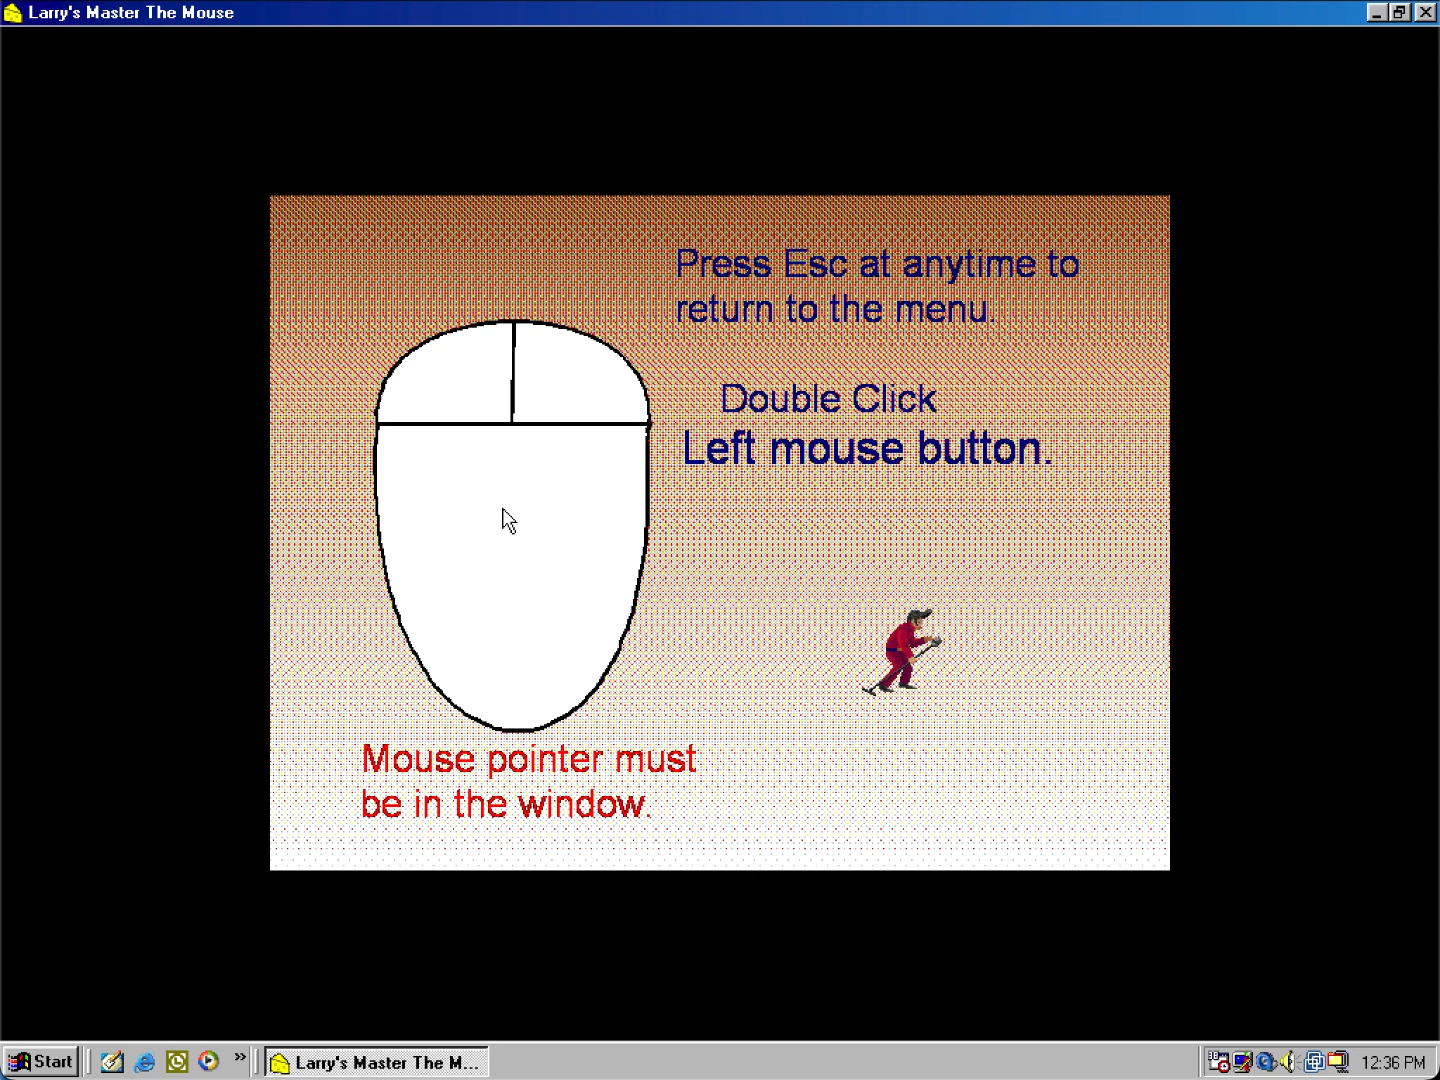 Larry's Master The Mouse
Press Esc at anytime to
return to the menu.
Double Click
Left mouse button.
Mouse pointer must
be in the window.
Start
Larry's Master The M...
12:36 PM